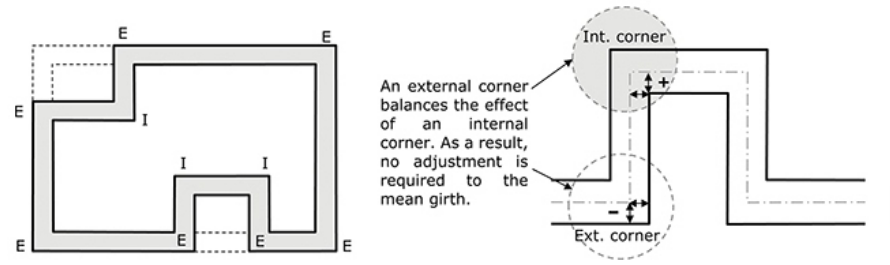 E
E
E
I
I
I
E
E
E
E
Int. corner
+
An external corner
balances the effect
of an internal
corner. As a result,
no adjustment is
required to the
mean girth.
-
Ext. corner